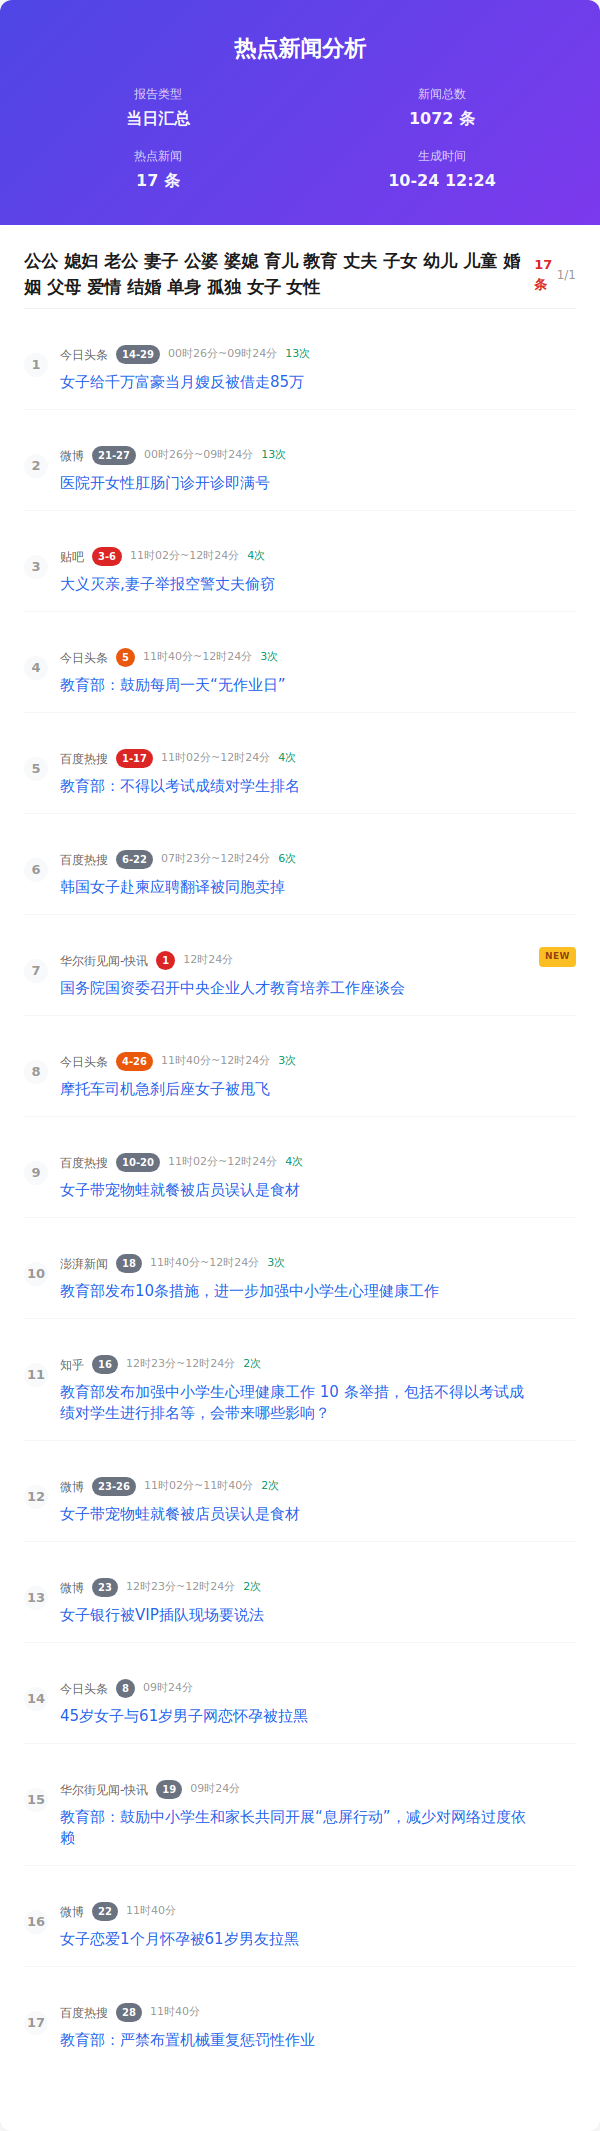 热点新闻分析
报告类型
新闻总数
当日汇总
1072 条
热点新闻
生成时间
17 条
10-24 12:24
公公 媳妇 老公 妻子 公婆 婆媳 育儿 教育 丈夫 子女 幼儿 儿童 婚
姻 父母 爱情 结婚 单身 孤独 女子 女性
17
条
1/1
1
今日头条 14-29 00时26分~09时24分 13次
女子给千万富豪当月嫂反被借走85万
2
微博 21-27 00时26分~09时24分 13次
医院开女性肛肠门诊开诊即满号
3
贴吧 3-6 11时02分~12时24分 4次
大义灭亲,妻子举报空警丈夫偷窃
4
今日头条 5 11时40分~12时24分 3次
教育部：鼓励每周一天“无作业日”
5
百度热搜 1-17 11时02分~12时24分 4次
教育部：不得以考试成绩对学生排名
6
百度热搜 6-22 07时23分~12时24分 6次
韩国女子赴柬应聘翻译被同胞卖掉
7
华尔街见闻-快讯 1 12时24分
NEW
国务院国资委召开中央企业人才教育培养工作座谈会
8
今日头条 4-26 11时40分~12时24分 3次
摩托车司机急刹后座女子被甩飞
9
百度热搜 10-20 11时02分~12时24分 4次
女子带宠物蛙就餐被店员误认是食材
10
澎湃新闻 18 11时40分~12时24分 3次
教育部发布10条措施，进一步加强中小学生心理健康工作
11
知乎 16 12时23分~12时24分 2次
教育部发布加强中小学生心理健康工作 10 条举措，包括不得以考试成
绩对学生进行排名等，会带来哪些影响？
12
微博 23-26 11时02分~11时40分 2次
女子带宠物蛙就餐被店员误认是食材
13
微博 23 12时23分~12时24分 2次
女子银行被VIP插队现场要说法
14
今日头条 8 09时24分
45岁女子与61岁男子网恋怀孕被拉黑
15
华尔街见闻-快讯 19 09时24分
教育部：鼓励中小学生和家长共同开展“息屏行动”，减少对网络过度依
赖
16
微博 22 11时40分
女子恋爱1个月怀孕被61岁男友拉黑
17
百度热搜 28 11时40分
教育部：严禁布置机械重复惩罚性作业